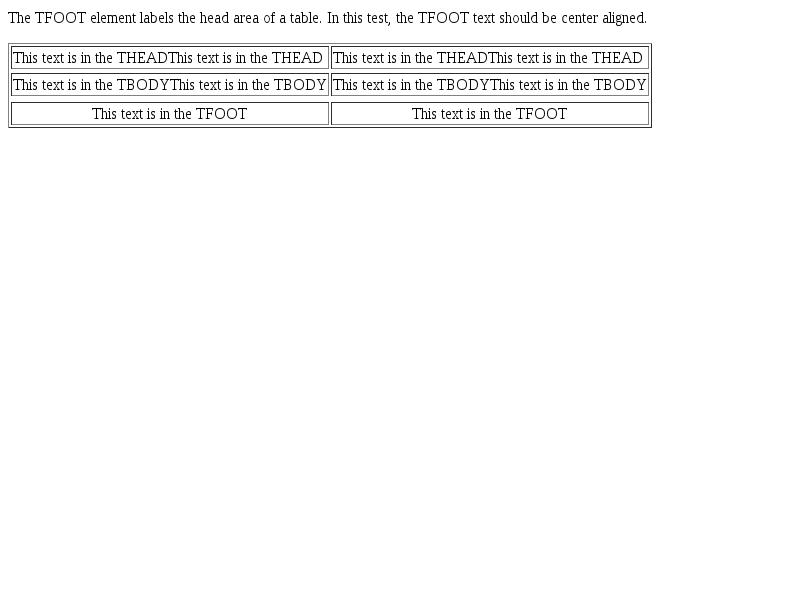 The TFOOT element labels the head area of a table. In this test, the TFOOT text should be center aligned.
This text is in the THEADThis text is in the THEAD This text is in the THEADThis text is in the THEAD
This text is in the TBODYThis text is in the TBODY This text is in the TBODYThis text is in the TBODY
This text is in the TFOOT This text is in the TFOOT